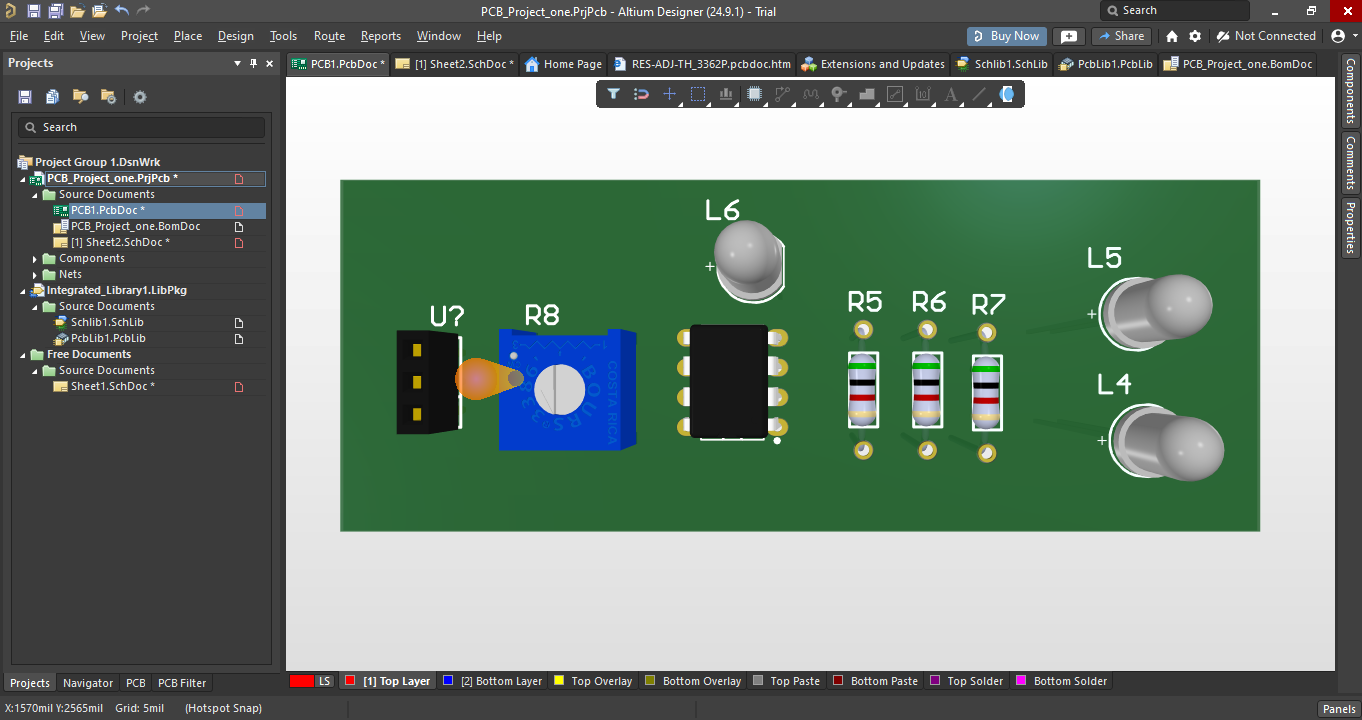 PCB_Project_one.PrjPcb - Altium Designer (24.9.1) - Trial
Search
File Edit View Project Place Design Tools Route Reports Window Help
Buy Now
Share
Not Connected
Projects
PCB1.PcbDoc *
[1] Sheet2.SchDoc *
Home Page
RES-ADJ-TH_3362P.pcbdoc.htm
Extensions and Updates
Schlib1.SchLib
PcbLib1.PcbLib
PCB_Project_one.BomDoc
Components
Comments
Properties
Search
Project Group 1.DsnWrk
PCB_Project_one.PrjPcb *
Source Documents
PCB1.PcbDoc *
PCB_Project_one.BomDoc
[1] Sheet2.SchDoc *
Components
Nets
Integrated_Library1.LibPkg
Source Documents
Schlib1.SchLib
PcbLib1.PcbLib
Free Documents
Source Documents
Sheet1.SchDoc *
L6
L5
U?
R8
R5
R6
R7
L4
BOURNS
COSTA RICA
+
+
+
LS
[1] Top Layer
[2] Bottom Layer
Top Overlay
Bottom Overlay
Top Paste
Bottom Paste
Top Solder
Bottom Solder
Projects
Navigator
PCB
PCB Filter
X:1570mil Y:2565mil Grid: 5mil (Hotspot Snap)
Panels